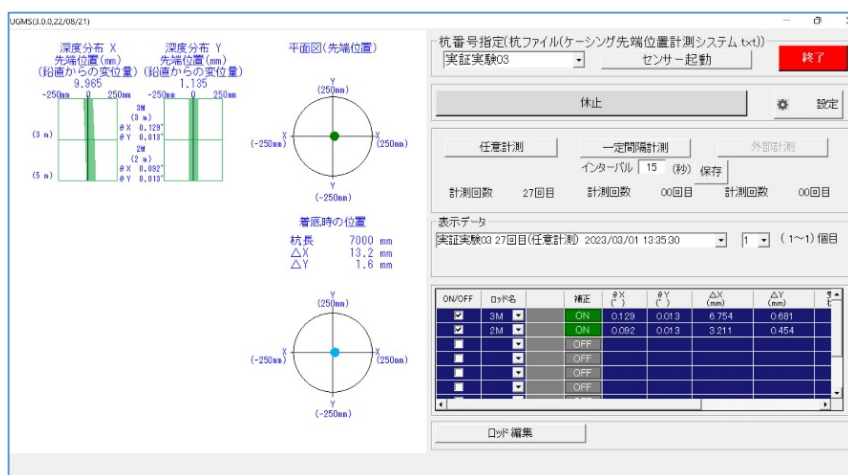 UGMS(3.0.0,22/08/21)
深度分布 X
先端位置(mm)
(鉛直からの変位量)
9.965
-250mm 0 250mm
深度分布 Y
先端位置(mm)
(鉛直からの変位量)
1.135
-250mm 0 250mm
3M
(3 m)
θX 0.129°
θY 0.013°
(3 m)
2M
(2 m)
θX 0.092°
θY 0.013°
(5 m)
平面図(先端位置)
Y
(250mm)
X
(-250mm)
X
(250mm)
Y
(-250mm)
着底時の位置
杭長 7000 mm
△X 13.2 mm
△Y 1.6 mm
Y
(250mm)
X
(-250mm)
X
(250mm)
Y
(-250mm)
杭番号指定(杭ファイル(ケーシング先端位置計測システム.txt))
実証実験03
センサー起動
終了
休止
設定
任意計測
一定間隔計測
外部計測
インターバル 15 (秒) 保存
計測回数 27回目
計測回数 00回目
計測回数 00回目
表示データ
実証実験03 27回目(任意計測) 2023/03/01 13:35:30
1 (1～1)個目
ON/OFF ロッド名 補正 θX(°) θY(°) △X(mm) △Y(mm)
3M ON 0.129 0.013 6.754 0.681
2M ON 0.092 0.013 3.211 0.454
OFF
OFF
OFF
OFF
ロッド編集